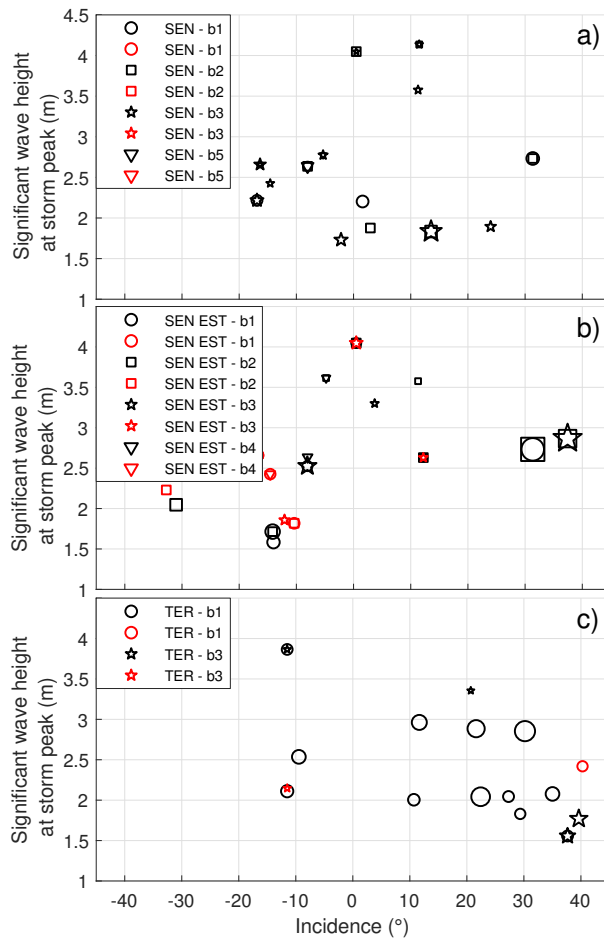 4.5
4
3.5
3
2.5
2
1.5
1
Significant wave height
at storm peak (m)
SEN - b1
SEN - b1
SEN - b2
SEN - b2
SEN - b3
SEN - b3
SEN - b5
SEN - b5
a)
4
3.5
3
2.5
2
1.5
1
Significant wave height
at storm peak (m)
SEN EST - b1
SEN EST - b1
SEN EST - b2
SEN EST - b2
SEN EST - b3
SEN EST - b3
SEN EST - b4
SEN EST - b4
b)
4
3.5
3
2.5
2
1.5
1
Significant wave height
at storm peak (m)
TER - b1
TER - b1
TER - b3
TER - b3
c)
-40 -30 -20 -10 0 10 20 30 40
Incidence (°)